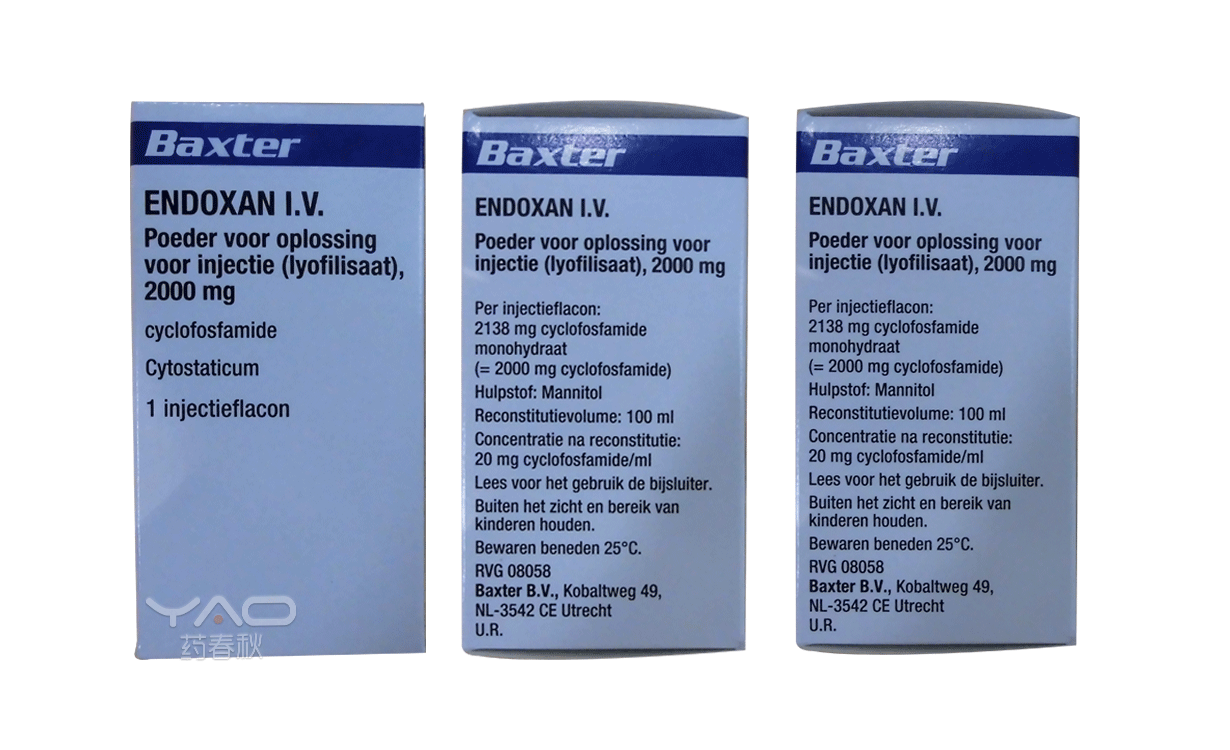 Baxter
ENDOXAN I.V.
Poeder voor oplossing
voor injectie (lyofilisaat),
2000 mg
cyclofosfamide
Cytostaticum
1 injectieflacon
YAO
药春秋
Baxter
ENDOXAN I.V.
Poeder voor oplossing voor
injectie (lyofilisaat), 2000 mg
Per injectieflacon:
2138 mg cyclofosfamide
monohydraat
(= 2000 mg cyclofosfamide)
Hulpstof: Mannitol
Reconstitutievolume: 100 ml
Concentratie na reconstitutie:
20 mg cyclofosfamide/ml
Lees voor het gebruik de bijsluiter.
Buiten het zicht en bereik van
kinderen houden.
Bewaren beneden 25°C.
RVG 08058
Baxter B.V., Kobaltweg 49,
NL-3542 CE Utrecht
U.R.
Baxter
ENDOXAN I.V.
Poeder voor oplossing voor
injectie (lyofilisaat), 2000 mg
Per injectieflacon:
2138 mg cyclofosfamide
monohydraat
(= 2000 mg cyclofosfamide)
Hulpstof: Mannitol
Reconstitutievolume: 100 ml
Concentratie na reconstitutie:
20 mg cyclofosfamide/ml
Lees voor het gebruik de bijsluiter.
Buiten het zicht en bereik van
kinderen houden.
Bewaren beneden 25°C.
RVG 08058
Baxter B.V., Kobaltweg 49,
NL-3542 CE Utrecht
U.R.